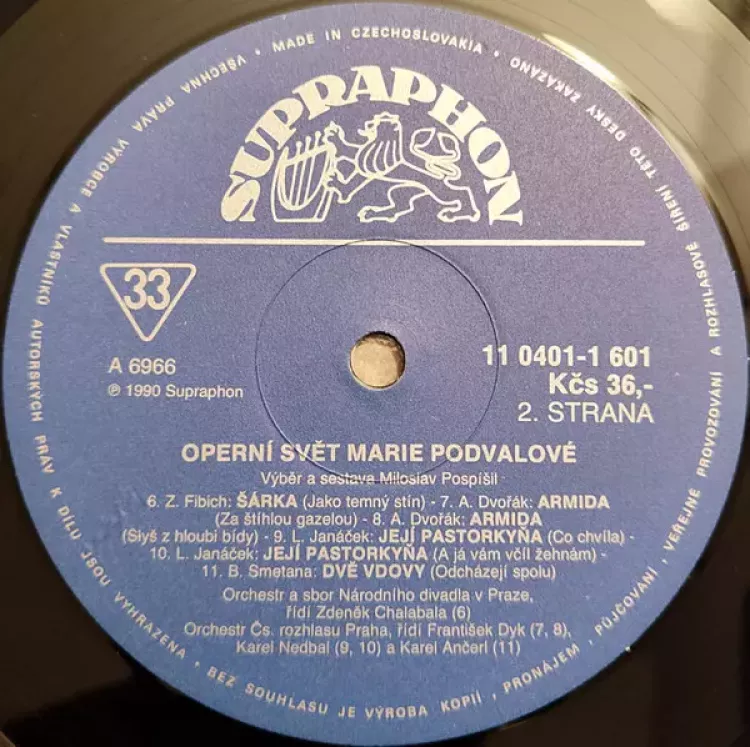 SUPRAPHON
33
A 6966
℗ 1990 Supraphon
11 0401-1 601
Kčs 36,-
2. STRANA
OPERNÍ SVĚT MARIE PODVALOVÉ
Výběr a sestava Miloslav Pospíšil
6. Z. Fibich: ŠÁRKA (Jako temný stín) - 7. A. Dvořák: ARMIDA
(Za štíhlou gazelou) - 8. A. Dvořák: ARMIDA
(Slyš z hloubi bídy) - 9. L. Janáček: JEJÍ PASTORKYŇA (Co chvíla) -
10. L. Janáček: JEJÍ PASTORKYŇA (A já vám včil žehnám) -
11. B. Smetana: DVĚ VDOVY (Odcházejí spolu)
Orchestr a sbor Národního divadla v Praze,
řídí Zdeněk Chalabala (6)
Orchestr Čs. rozhlasu Praha, řídí František Dyk (7, 8),
Karel Nedbal (9, 10) a Karel Ančerl (11)
MADE IN CZECHOSLOVAKIA • VŠECHNA PRÁVA VÝROBCE A VLASTNÍKŮ AUTORSKÝCH PRÁV K DÍLU JSOU VYHRAZENA • BEZ SOUHLASU JE VÝROBA KOPIÍ, PRONÁJEM, PŮJČOVÁNÍ, VEŘEJNÉ PROVOZOVÁNÍ A ROZHLASOVÉ ŠÍŘENÍ TÉTO DESKY ZAKÁZÁNO •